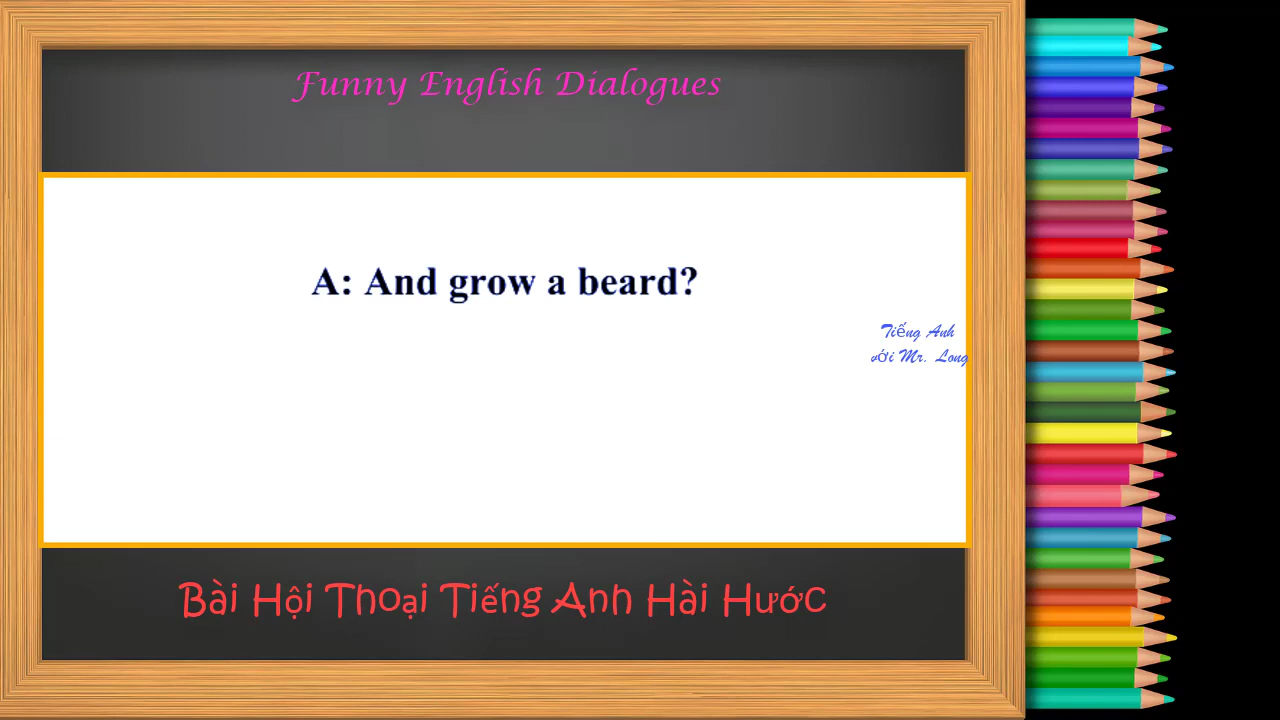 Funny English Dialogues
A: And grow a beard?
Tiếng Anh
với Mr. Long
Bài Hội Thoại Tiếng Anh Hài Hước